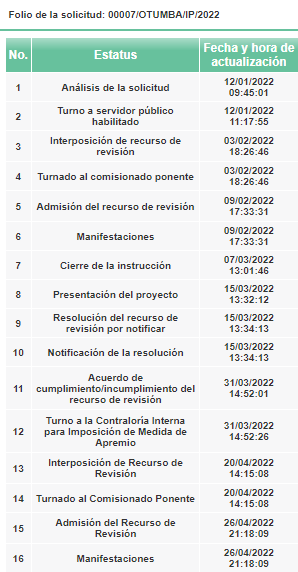 Folio de la solicitud: 00007/OTUMBA/IP/2022
No. Estatus Fecha y hora de
actualización
1 Análisis de la solicitud 12/01/2022
09:45:01
2 Turno a servidor público
habilitado 12/01/2022
11:17:55
3 Interposición de recurso de
revisión 03/02/2022
18:26:46
4 Turnado al comisionado ponente 03/02/2022
18:26:46
5 Admisión del recurso de revisión 09/02/2022
17:33:31
6 Manifestaciones 09/02/2022
17:33:31
7 Cierre de la instrucción 07/03/2022
13:01:46
8 Presentación del proyecto 15/03/2022
13:32:12
9 Resolución del recurso de
revisión por notificar 15/03/2022
13:34:13
10 Notificación de la resolución 15/03/2022
13:34:13
11 Acuerdo de
cumplimiento/incumplimiento del
recurso de revisión 31/03/2022
14:52:01
12 Turno a la Contraloría Interna
para Imposición de Medida de
Apremio 31/03/2022
14:52:26
13 Interposición de Recurso de
Revisión 20/04/2022
14:15:08
14 Turnado al Comisionado Ponente 20/04/2022
14:15:08
15 Admisión del Recurso de
Revisión 26/04/2022
21:18:09
16 Manifestaciones 26/04/2022
21:18:09